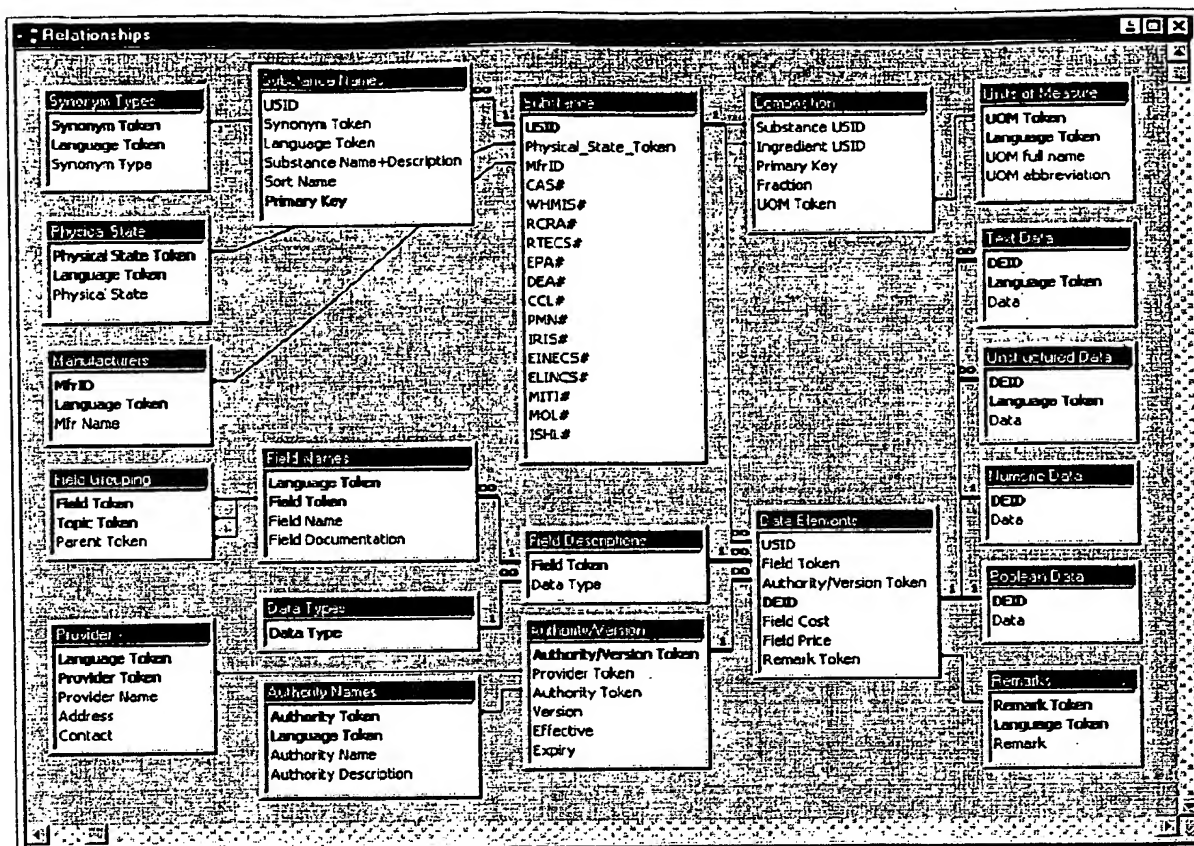 Relationships
Synonym Types
Synonym Token
Language Token
Synonym Type
Substance Names
USID
Synonym Token
Language Token
Substance Name+Description
Sort Name
Primary Key
Substance
USID
Physical_State_Token
MfrID
CAS#
WHMIS#
RCRA#
RTECS#
EPA#
DEA#
CCL#
PMN#
IRIS#
EINECS#
ELINCS#
MITI#
MOL#
ISHL#
Composition
Substance USID
Ingredient USID
Primary Key
Fraction
UOM Token
Units of Measure
UOM Token
Language Token
UOM full name
UOM abbreviation
Physical State
Physical State Token
Language Token
Physical State
Text Data
DEID
Language Token
Data
Manufacturers
MfrID
Language Token
Mfr Name
Unstructured Data
DEID
Language Token
Data
Field Grouping
Field Token
Topic Token
Parent Token
Field Names
Language Token
Field Token
Field Name
Field Documentation
Numeric Data
DEID
Data
Field Descriptions
Field Token
Data Type
Data Elements
USID
Field Token
Authority/Version Token
DEID
Field Cost
Field Price
Remark Token
Boolean Data
DEID
Data
Data Types
Data Type
Provider
Language Token
Provider Token
Provider Name
Address
Contact
Authority/Version
Authority/Version Token
Provider Token
Authority Token
Version
Effective
Expiry
Authority Names
Authority Token
Language Token
Authority Name
Authority Description
Remarks
Remark Token
Language Token
Remark